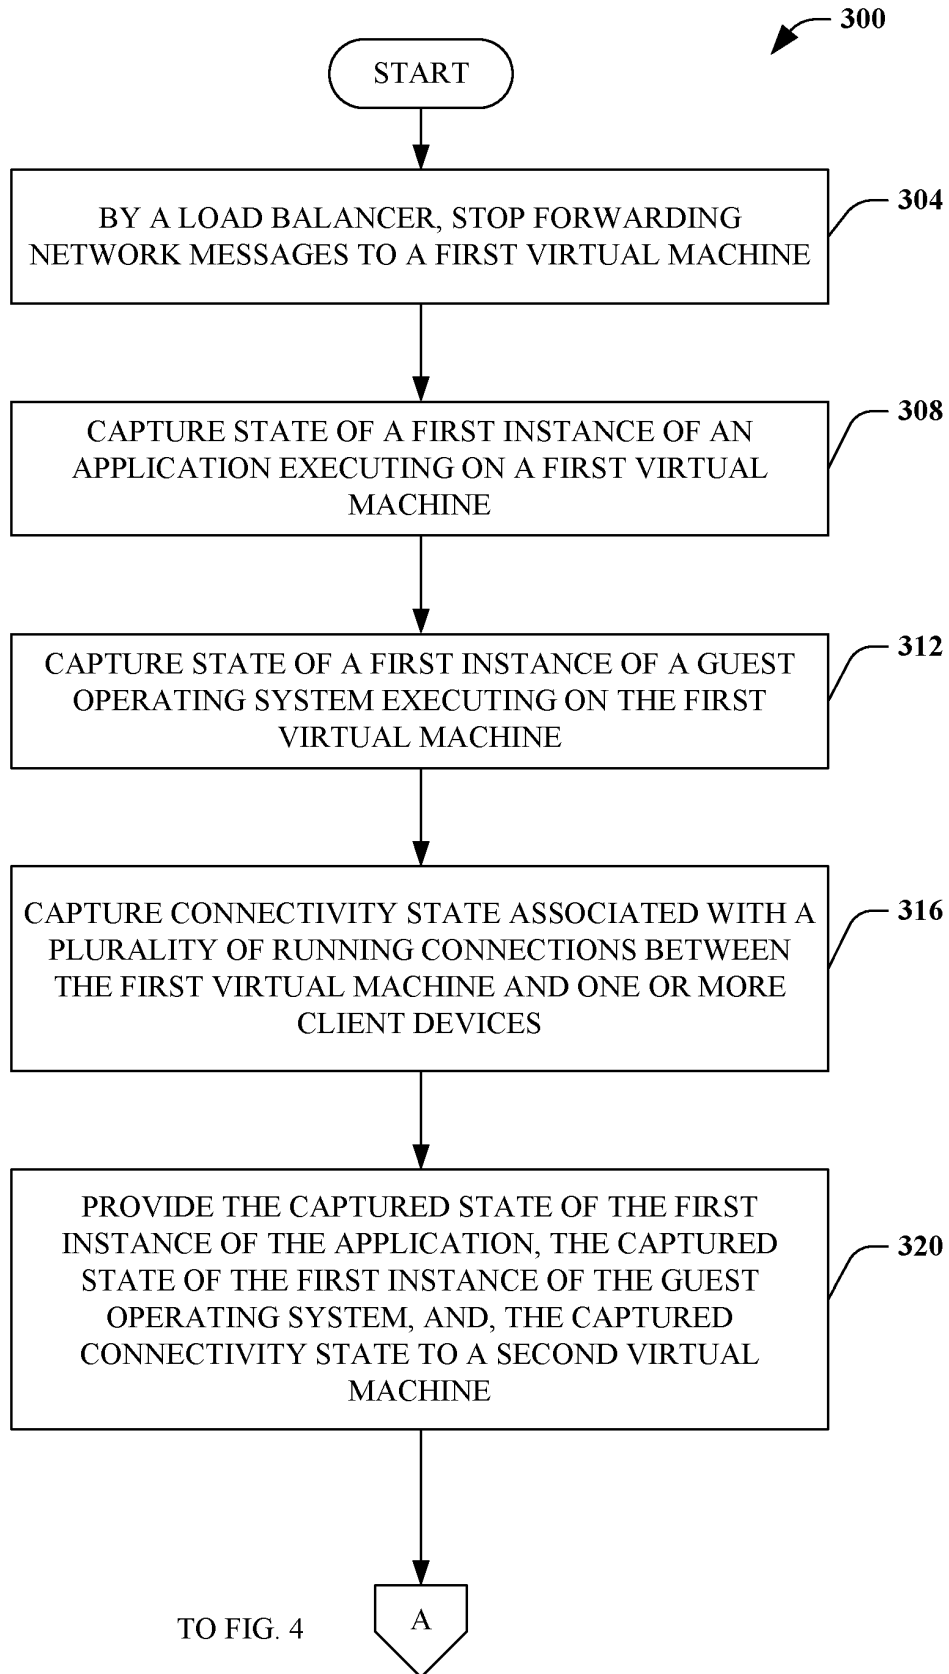 300
START
BY A LOAD BALANCER, STOP FORWARDING
NETWORK MESSAGES TO A FIRST VIRTUAL MACHINE
304
CAPTURE STATE OF A FIRST INSTANCE OF AN
APPLICATION EXECUTING ON A FIRST VIRTUAL
MACHINE
308
CAPTURE STATE OF A FIRST INSTANCE OF A GUEST
OPERATING SYSTEM EXECUTING ON THE FIRST
VIRTUAL MACHINE
312
CAPTURE CONNECTIVITY STATE ASSOCIATED WITH A
PLURALITY OF RUNNING CONNECTIONS BETWEEN
THE FIRST VIRTUAL MACHINE AND ONE OR MORE
CLIENT DEVICES
316
PROVIDE THE CAPTURED STATE OF THE FIRST
INSTANCE OF THE APPLICATION, THE CAPTURED
STATE OF THE FIRST INSTANCE OF THE GUEST
OPERATING SYSTEM, AND, THE CAPTURED
CONNECTIVITY STATE TO A SECOND VIRTUAL
MACHINE
320
TO FIG. 4
A